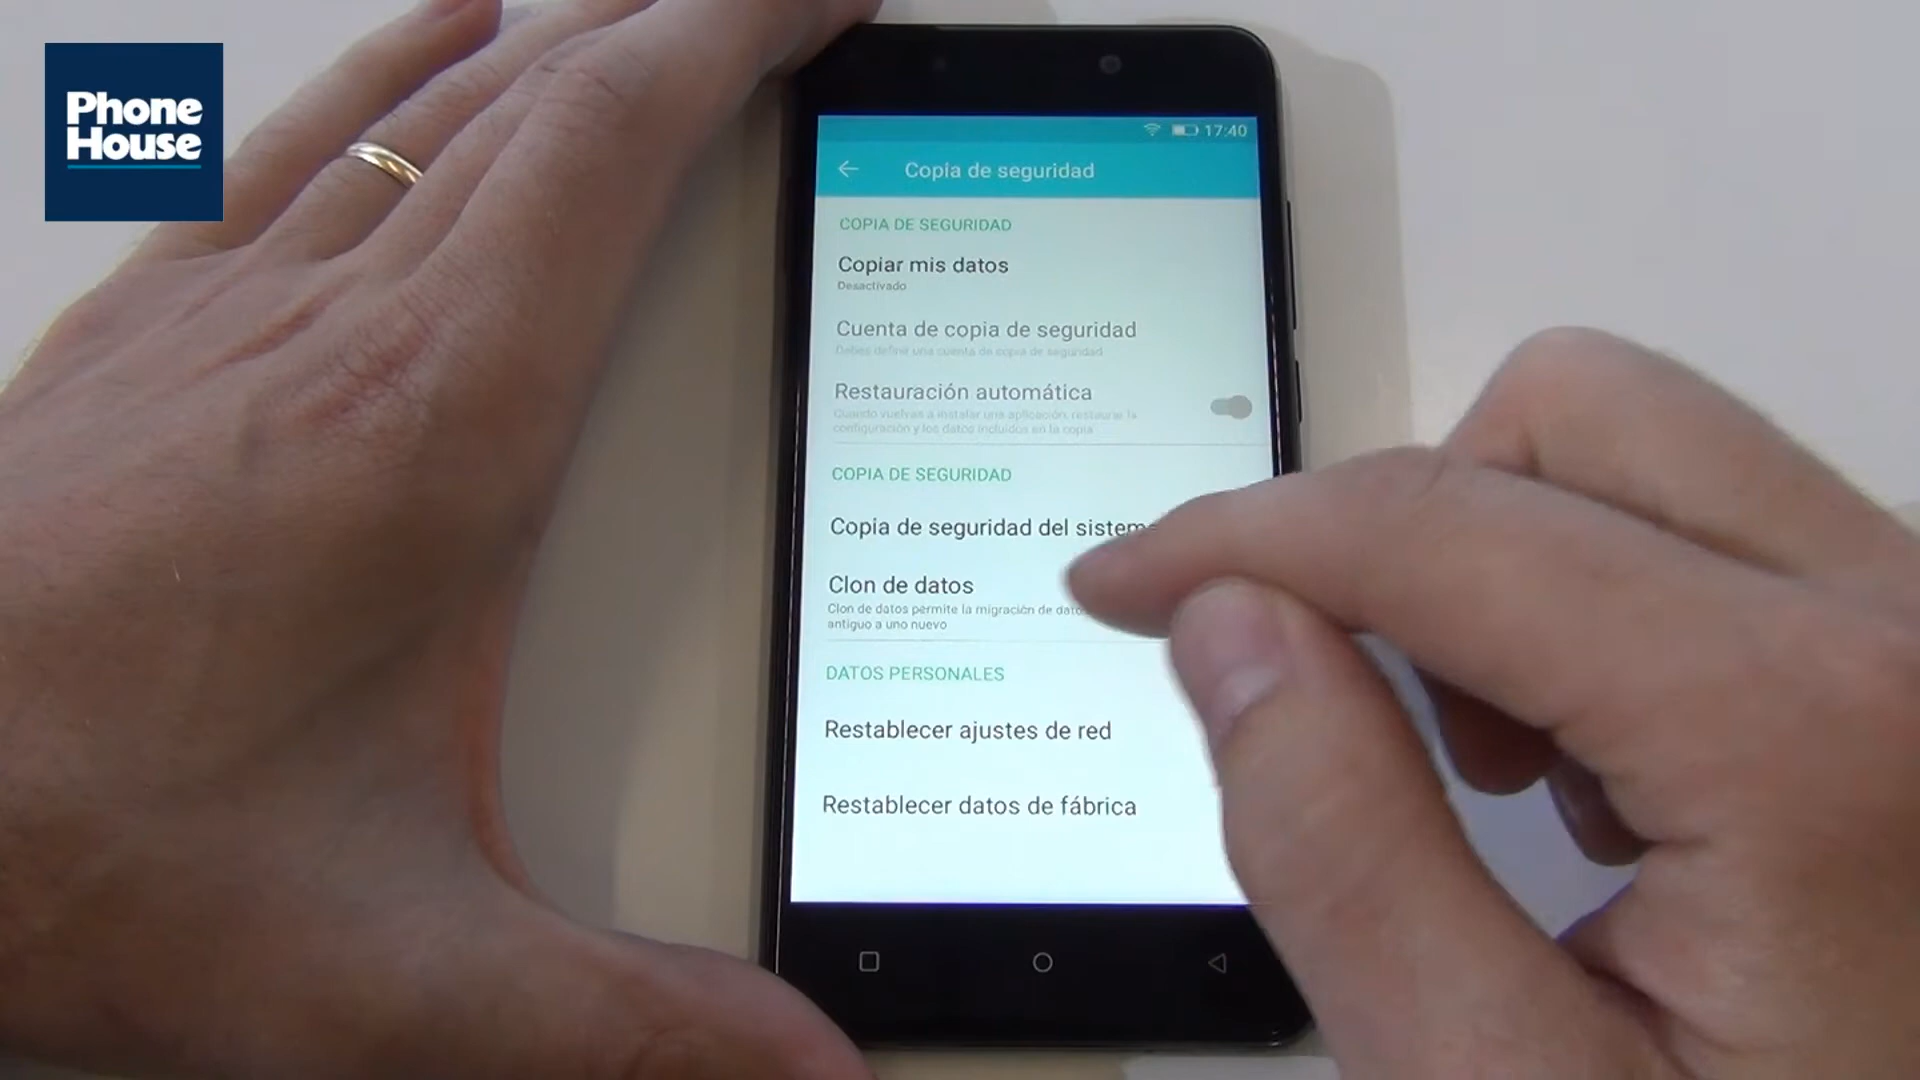 Phone
House
17:40
Copia de seguridad
COPIA DE SEGURIDAD
Copiar mis datos
Desactivado
Cuenta de copia de seguridad
Debes definir una cuenta de copia de seguridad
Restauración automática
Cuando vuelvas a instalar una aplicación, restaurar la
configuración y los datos incluidos en la copia
COPIA DE SEGURIDAD
Copia de seguridad del sistema
Clon de datos
Clon de datos permite la migración de datos
antiguo a uno nuevo
DATOS PERSONALES
Restablecer ajustes de red
Restablecer datos de fábrica